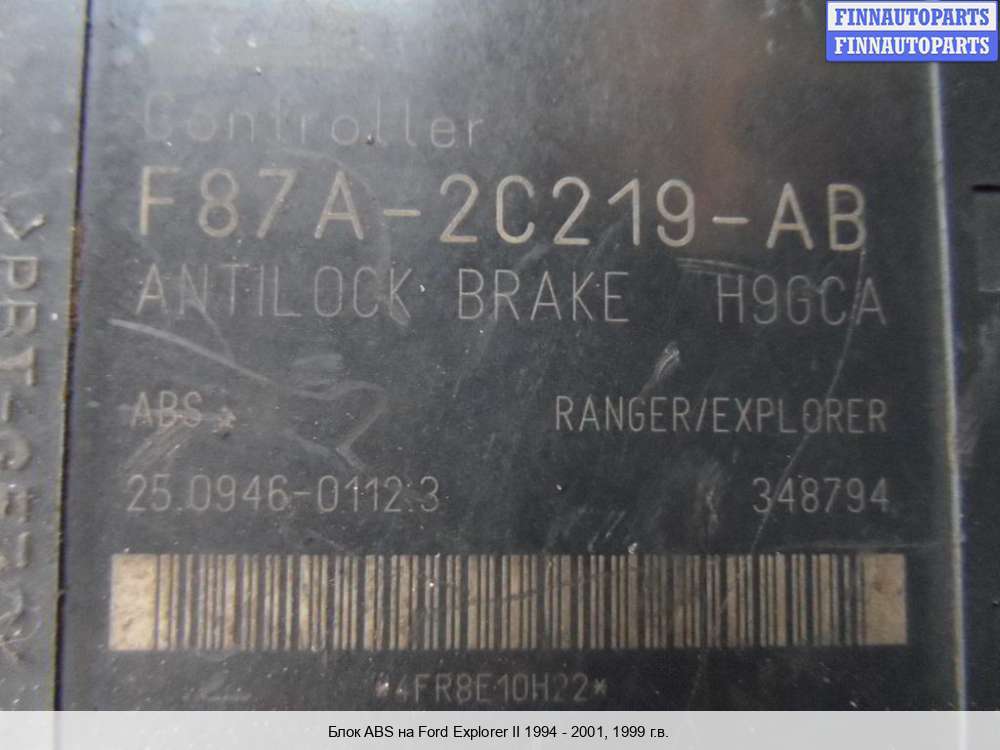 FINNAUTOPARTS
FINNAUTOPARTS
Controller
F87A-2C219-AB
ANTILOCK BRAKE H9GCA
ABS
RANGER/EXPLORER
25.0946-0112.3 348794
*4FR8E10H22*
Блок ABS на Ford Explorer II 1994 - 2001, 1999 г.в.